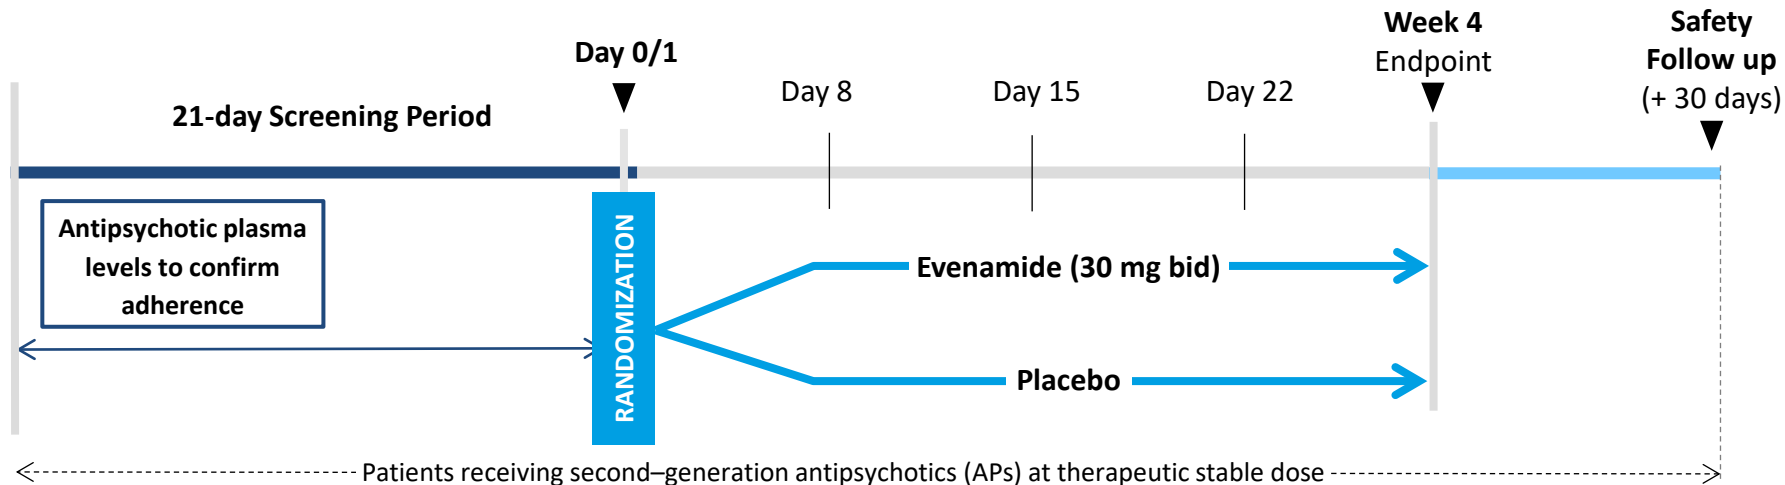 Week 4
Endpoint
Safety
Follow up
(+ 30 days)
Day 0/1
Day 8
Day 15
Day 22
21-day Screening Period
Antipsychotic plasma
levels to confirm
adherence
RANDOMIZATION
Evenamide (30 mg bid)
Placebo
Patients receiving second–generation antipsychotics (APs) at therapeutic stable dose